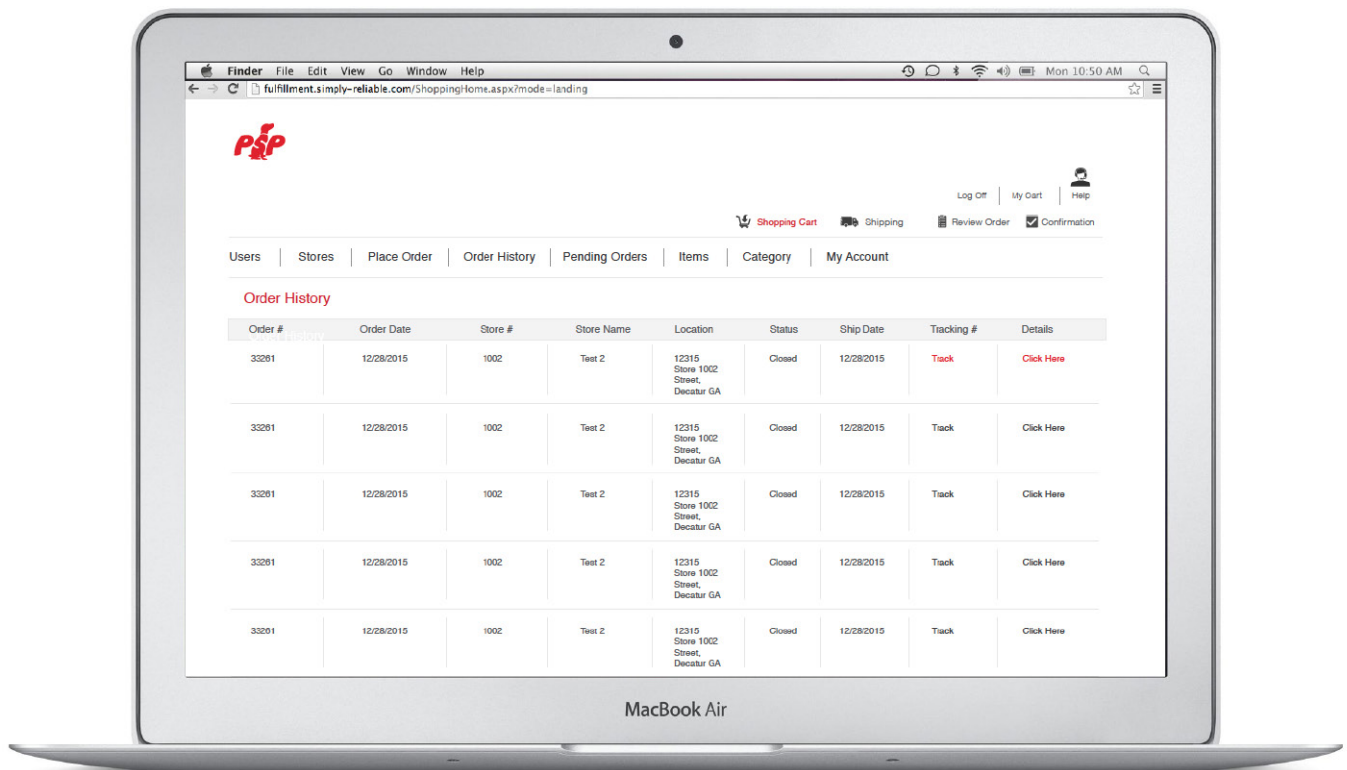 Finder File Edit View Go Window Help Mon 10:50 AM
fulfillment.simply-reliable.com/ShoppingHome.aspx?mode=landing
PSP
Log Off My Cart Help
Shopping Cart Shipping Review Order Confirmation
Users Stores Place Order Order History Pending Orders Items Category My Account
Order History
Order # Order Date Store # Store Name Location Status Ship Date Tracking # Details
Order History
33261 12/28/2015 1002 Test 2 12315 Closed 12/28/2015 Track Click Here
Store 1002
Street,
Decatur GA
33261 12/28/2015 1002 Test 2 12315 Closed 12/28/2015 Track Click Here
Store 1002
Street,
Decatur GA
33261 12/28/2015 1002 Test 2 12315 Closed 12/28/2015 Track Click Here
Store 1002
Street,
Decatur GA
33261 12/28/2015 1002 Test 2 12315 Closed 12/28/2015 Track Click Here
Store 1002
Street,
Decatur GA
33261 12/28/2015 1002 Test 2 12315 Closed 12/28/2015 Track Click Here
Store 1002
Street,
Decatur GA
MacBook Air